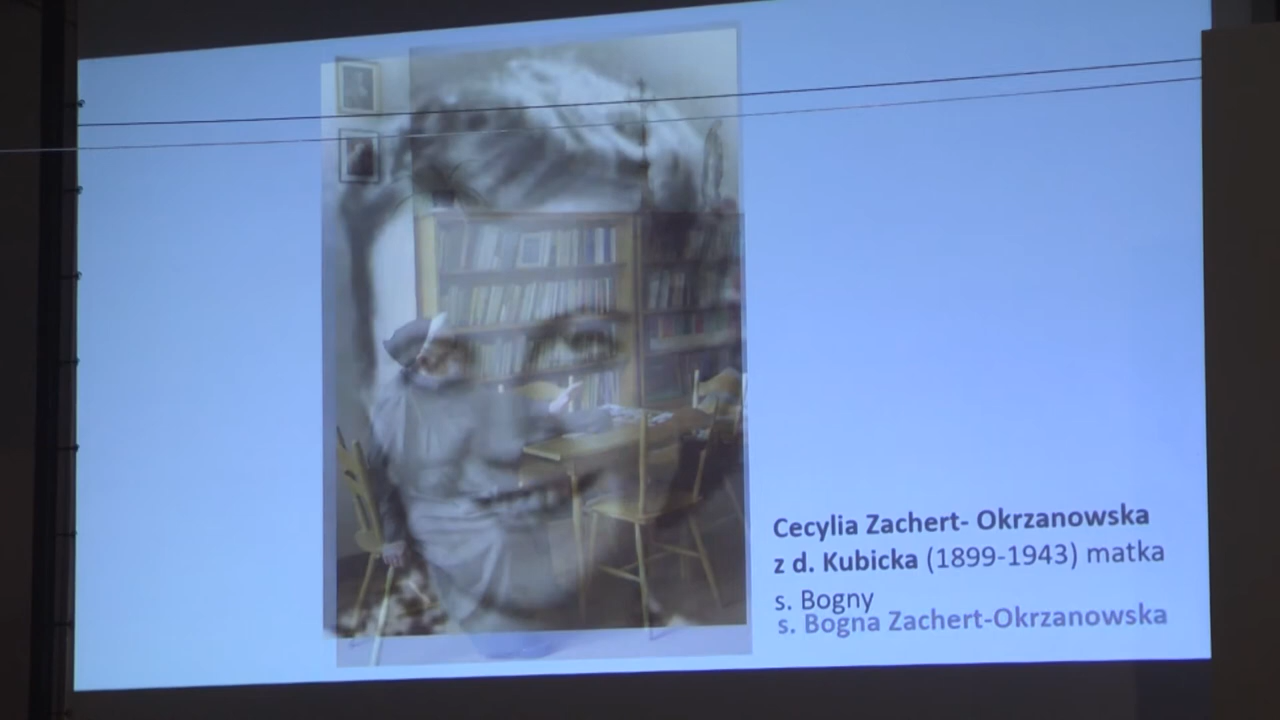 Cecylia Zachert- Okrzanowska
z d. Kubicka (1899-1943) matka
s. Bogny
s. Bogna Zachert-Okrzanowska